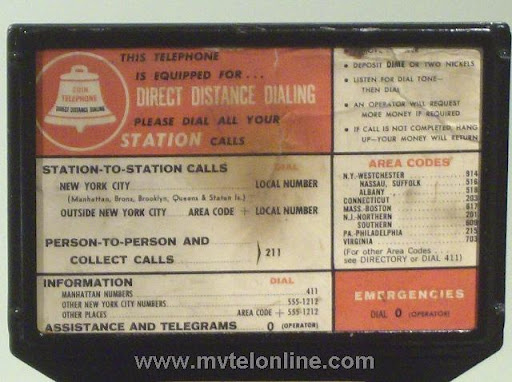 THIS TELEPHONE
IS EQUIPPED FOR...
DIRECT DISTANCE DIALING
PLEASE DIAL ALL YOUR
STATION CALLS
COIN
TELEPHONE
DIRECT DISTANCE DIALING
• DEPOSIT DIME OR TWO NICKELS
• LISTEN FOR DIAL TONE—
THEN DIAL
• AN OPERATOR WILL REQUEST
MORE MONEY IF REQUIRED
• IF CALL IS NOT COMPLETED, HANG
UP—YOUR MONEY WILL RETURN
STATION-TO-STATION CALLS DIAL
NEW YORK CITY LOCAL NUMBER
(Manhattan, Bronx, Brooklyn, Queens & Staten Is.)
OUTSIDE NEW YORK CITY AREA CODE + LOCAL NUMBER
PERSON-TO-PERSON AND
COLLECT CALLS } 211
AREA CODES
N.Y.-WESTCHESTER 914
NASSAU, SUFFOLK 516
ALBANY 518
CONNECTICUT 203
MASS-BOSTON 617
N.J.-NORTHERN 201
SOUTHERN 609
PA.-PHILADELPHIA 215
VIRGINIA 703
(For other Area Codes...
see DIRECTORY or DIAL 411)
INFORMATION DIAL
MANHATTAN NUMBERS 411
OTHER NEW YORK CITY NUMBERS 555-1212
OTHER PLACES AREA CODE + 555-1212
ASSISTANCE AND TELEGRAMS 0 (OPERATOR)
EMERGENCIES
DIAL 0 (OPERATOR)
www.mvtelonline.com